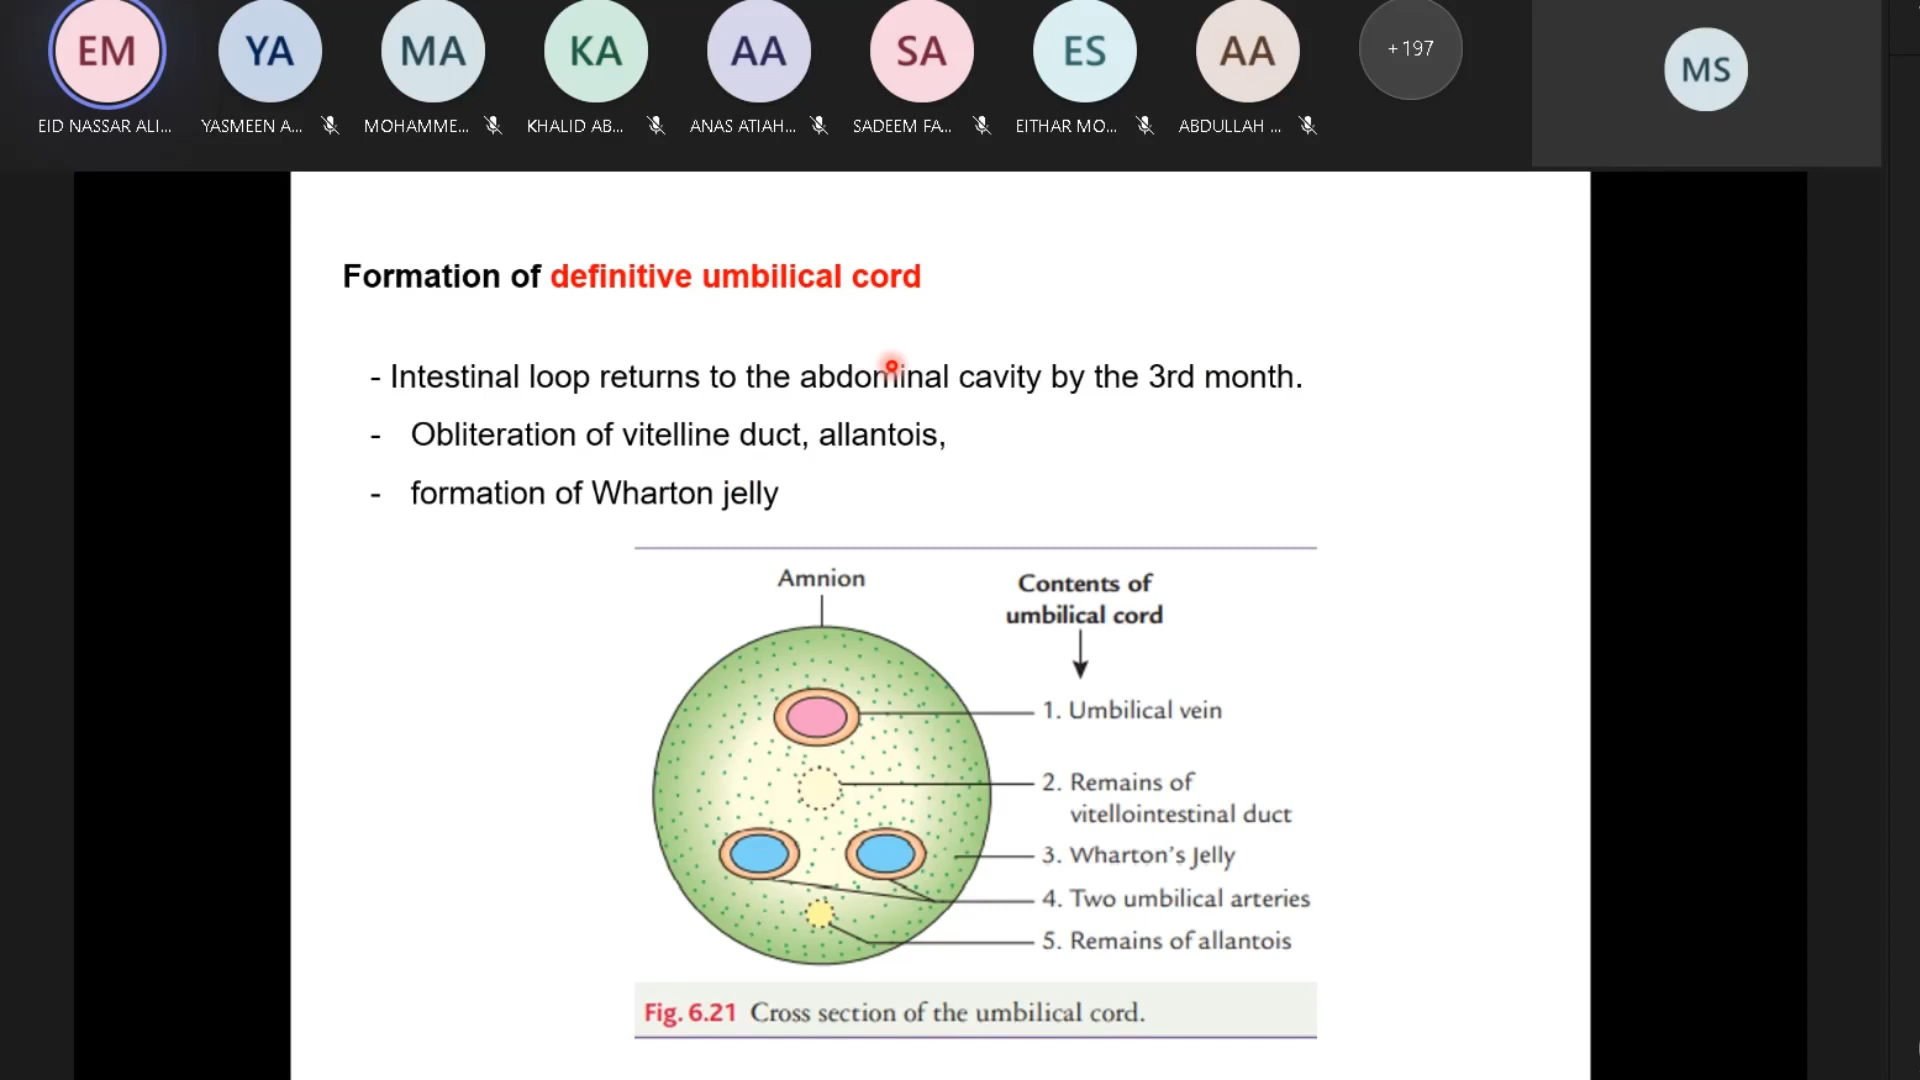 EM YA MA KA AA SA ES AA +197 MS
EID NASSAR ALI... YASMEEN A... MOHAMME... KHALID AB... ANAS ATIAH... SADEEM FA... EITHAR MO... ABDULLAH ...
Formation of definitive umbilical cord
- Intestinal loop returns to the abdominal cavity by the 3rd month.
- Obliteration of vitelline duct, allantois,
- formation of Wharton jelly
Amnion
Contents of
umbilical cord
1. Umbilical vein
2. Remains of
vitellointestinal duct
3. Wharton's Jelly
4. Two umbilical arteries
5. Remains of allantois
Fig. 6.21 Cross section of the umbilical cord.